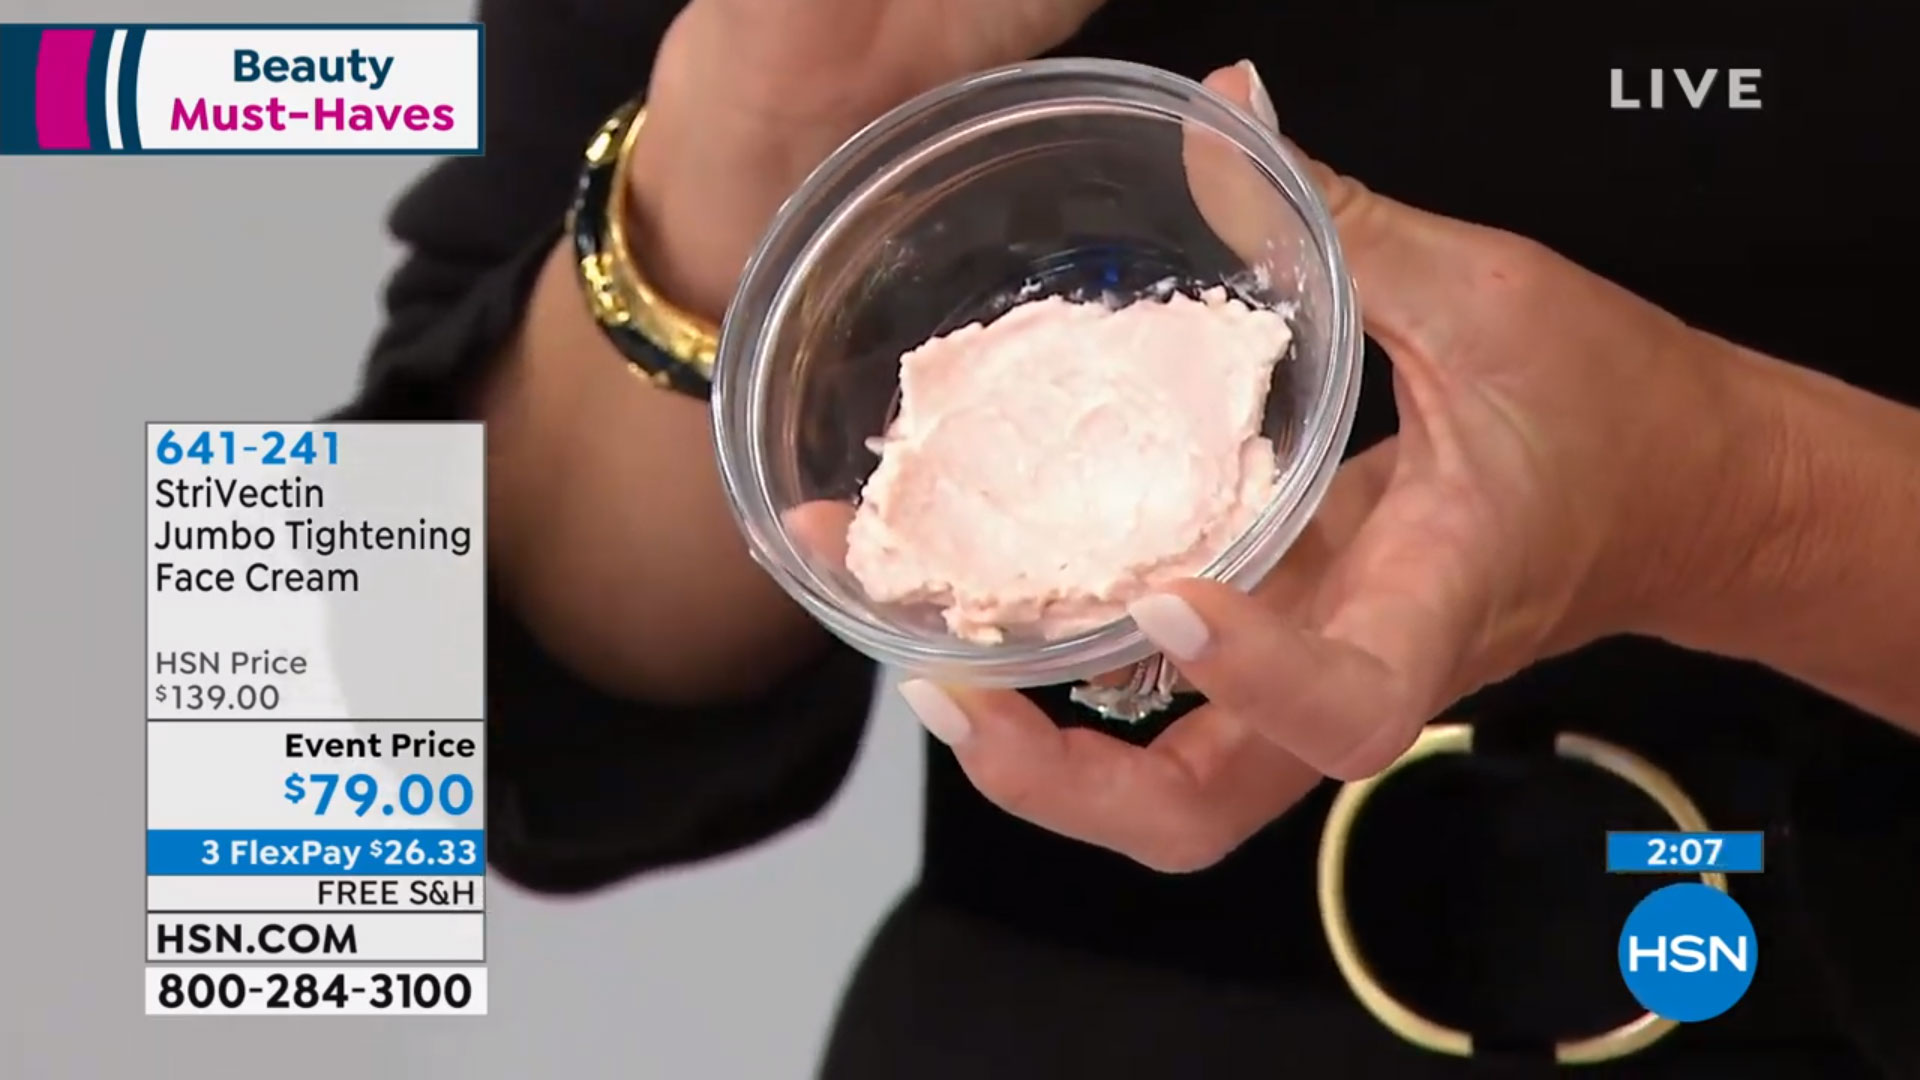 Beauty
Must-Haves
LIVE
641-241
StriVectin
Jumbo Tightening
Face Cream
HSN Price
$139.00
Event Price
$79.00
3 FlexPay $26.33
FREE S&H
HSN.COM
800-284-3100
2:07
HSN